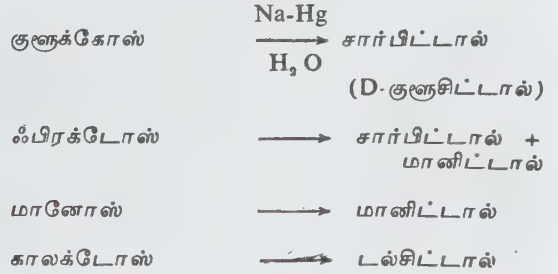 Na-Hg
குளூக்கோஸ் ⟶ சார்பிட்டால்
H₂O
(D-குளூசிட்டால்)
ஃபிரக்டோஸ் ⟶ சார்பிட்டால் +
மானிட்டால்
மானோஸ் ⟶ மானிட்டால்
காலக்டோஸ் ⟶ டல்சிட்டால்